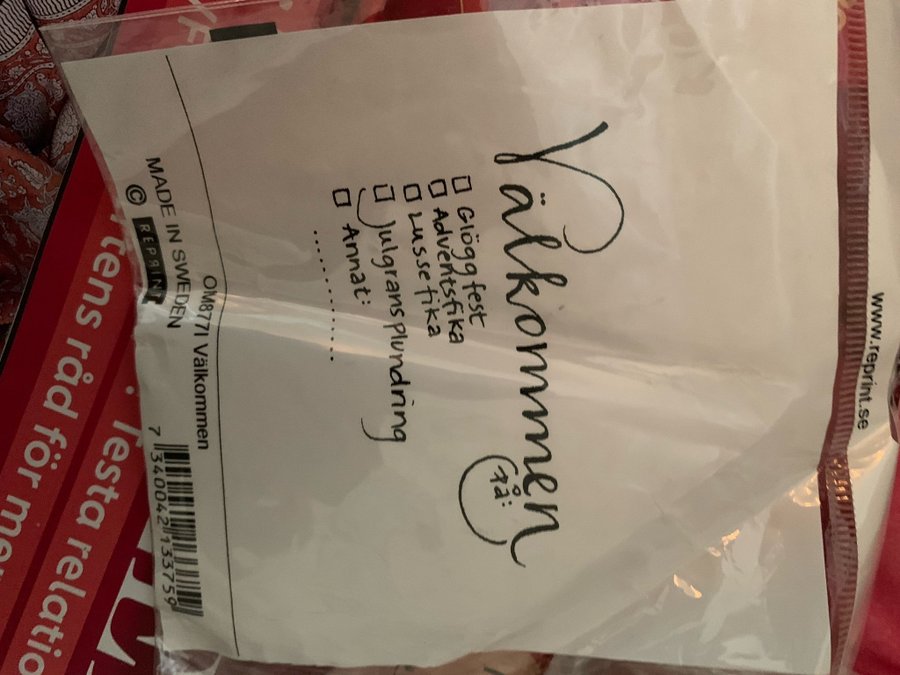 www.reprint.se
Välkommen
på:
Glöggfest
Adventsfika
Lussefika
Julgransplundring
Annat:
..............
OM8771 Välkommen
MADE IN SWEDEN
© REPRINT
7 340042 133759
testa relatio
tens råd för me